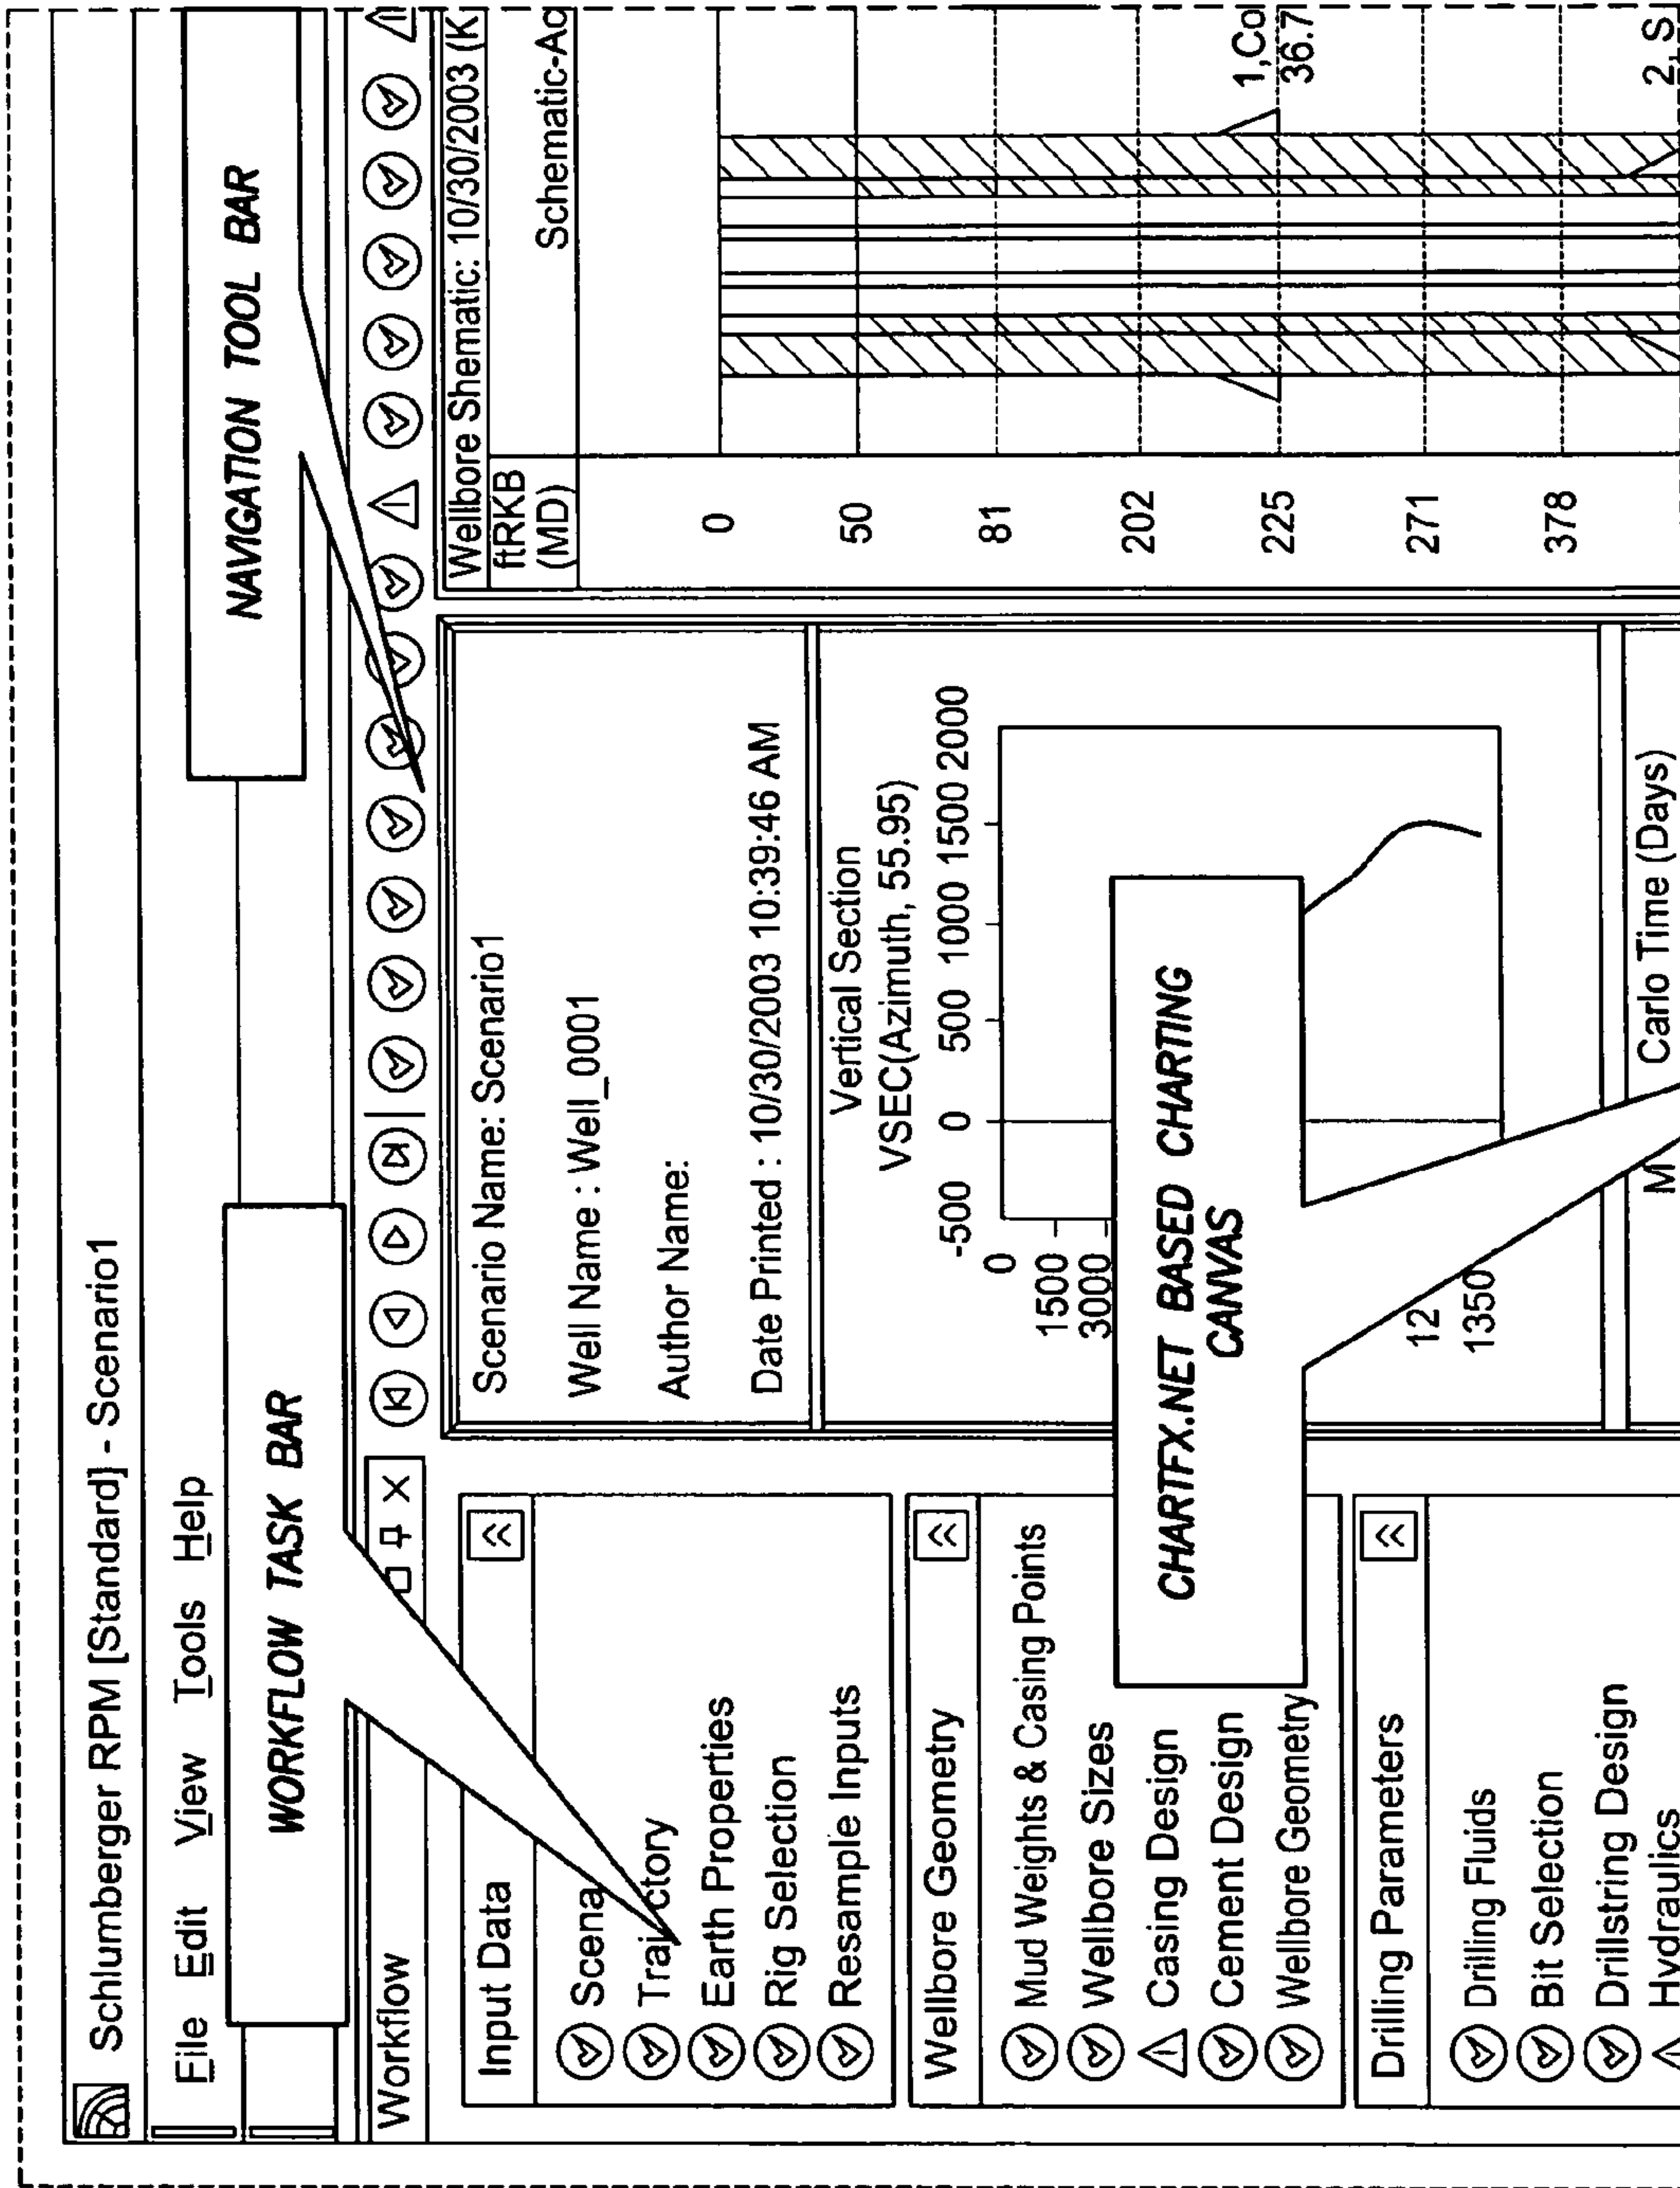 Schlumberger RPM [Standard] - Scenario1
File Edit View Tools Help
WORKFLOW TASK BAR
NAVIGATION TOOL BAR
Workflow
Input Data
Scena
Trajectory
Earth Properties
Rig Selection
Resample Inputs
Wellbore Geometry
Mud Weights & Casing Points
Wellbore Sizes
Casing Design
Cement Design
Wellbore Geometry
Drilling Parameters
Drilling Fluids
Bit Selection
Drillstring Design
Hydraulics
Scenario Name: Scenario1
Well Name : Well_0001
Author Name:
Date Printed : 10/30/2003 10:39:46 AM
Vertical Section
VSEC(Azimuth, 55.95)
-500 0 500 1000 1500 2000
0
1500
3000
CHARTFX.NET BASED CHARTING
CANVAS
12
1350
M Carlo Time (Days)
Wellbore Shematic: 10/30/2003 (K
ftRKB
(MD)
Schematic-Ac
0
50
81
202
225
271
378
1,Co
36.7
2,S